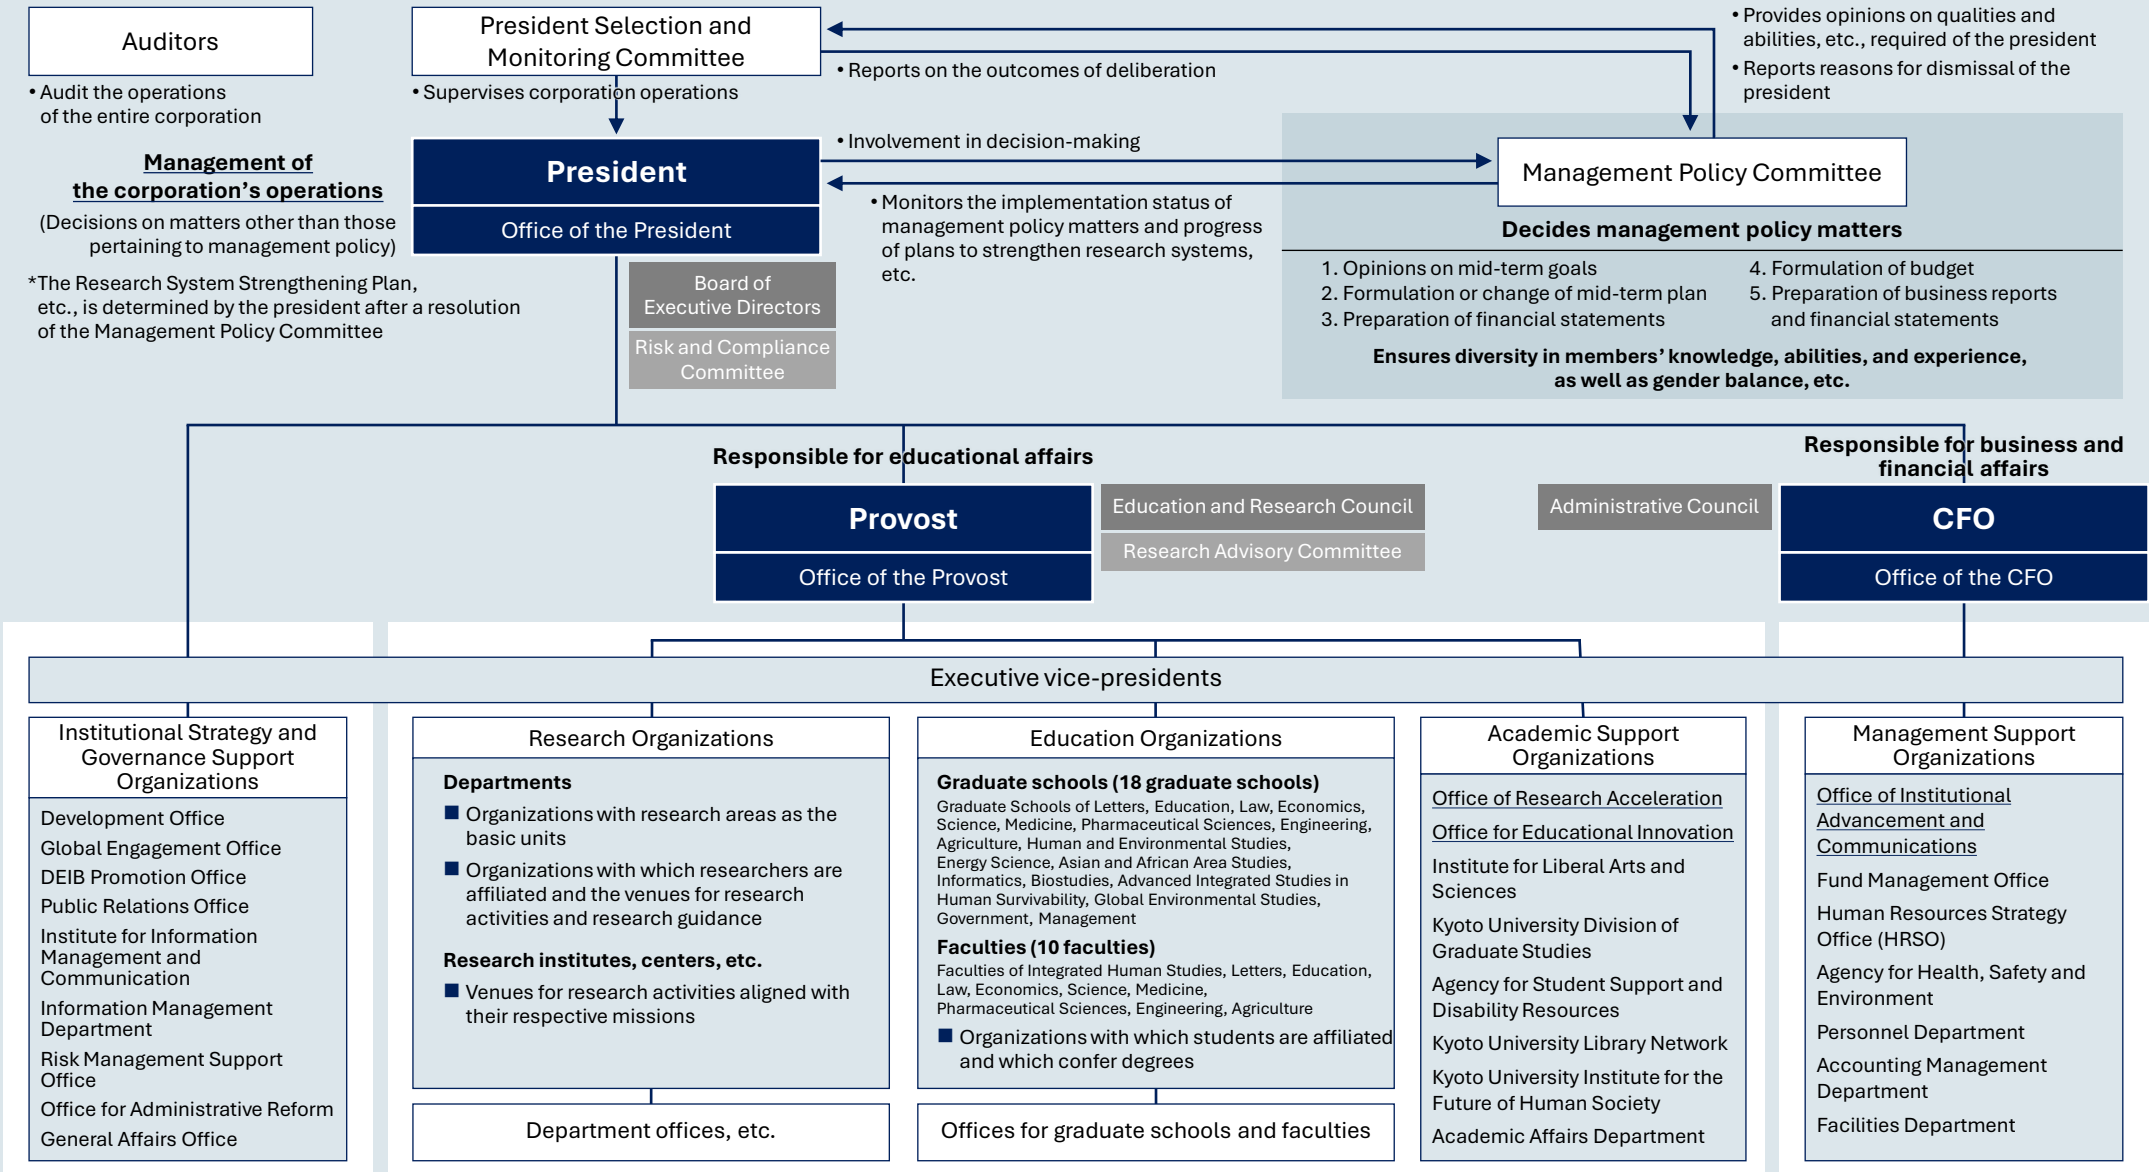 Auditors
• Audit the operations
of the entire corporation
President Selection and
Monitoring Committee
• Supervises corporation operations
• Reports on the outcomes of deliberation
• Provides opinions on qualities and
abilities, etc., required of the president
• Reports reasons for dismissal of the
president
Management of
the corporation's operations
(Decisions on matters other than those
pertaining to management policy)
*The Research System Strengthening Plan,
etc., is determined by the president after a resolution
of the Management Policy Committee
President
Office of the President
Board of
Executive Directors
Risk and Compliance
Committee
• Involvement in decision-making
• Monitors the implementation status of
management policy matters and progress
of plans to strengthen research systems,
etc.
Management Policy Committee
Decides management policy matters
1. Opinions on mid-term goals
2. Formulation or change of mid-term plan
3. Preparation of financial statements
4. Formulation of budget
5. Preparation of business reports
and financial statements
Ensures diversity in members' knowledge, abilities, and experience,
as well as gender balance, etc.
Responsible for educational affairs
Provost
Office of the Provost
Education and Research Council
Research Advisory Committee
Administrative Council
Responsible for business and
financial affairs
CFO
Office of the CFO
Executive vice-presidents
Institutional Strategy and
Governance Support
Organizations
Development Office
Global Engagement Office
DEIB Promotion Office
Public Relations Office
Institute for Information
Management and
Communication
Information Management
Department
Risk Management Support
Office
Office for Administrative Reform
General Affairs Office
Research Organizations
Departments
■ Organizations with research areas as the
basic units
■ Organizations with which researchers are
affiliated and the venues for research
activities and research guidance
Research institutes, centers, etc.
■ Venues for research activities aligned with
their respective missions
Department offices, etc.
Education Organizations
Graduate schools (18 graduate schools)
Graduate Schools of Letters, Education, Law, Economics,
Science, Medicine, Pharmaceutical Sciences, Engineering,
Agriculture, Human and Environmental Studies,
Energy Science, Asian and African Area Studies,
Informatics, Biostudies, Advanced Integrated Studies in
Human Survivability, Global Environmental Studies,
Government, Management
Faculties (10 faculties)
Faculties of Integrated Human Studies, Letters, Education,
Law, Economics, Science, Medicine,
Pharmaceutical Sciences, Engineering, Agriculture
■ Organizations with which students are affiliated
and which confer degrees
Offices for graduate schools and faculties
Academic Support
Organizations
Office of Research Acceleration
Office for Educational Innovation
Institute for Liberal Arts and
Sciences
Kyoto University Division of
Graduate Studies
Agency for Student Support and
Disability Resources
Kyoto University Library Network
Kyoto University Institute for the
Future of Human Society
Academic Affairs Department
Management Support
Organizations
Office of Institutional
Advancement and
Communications
Fund Management Office
Human Resources Strategy
Office (HRSO)
Agency for Health, Safety and
Environment
Personnel Department
Accounting Management
Department
Facilities Department